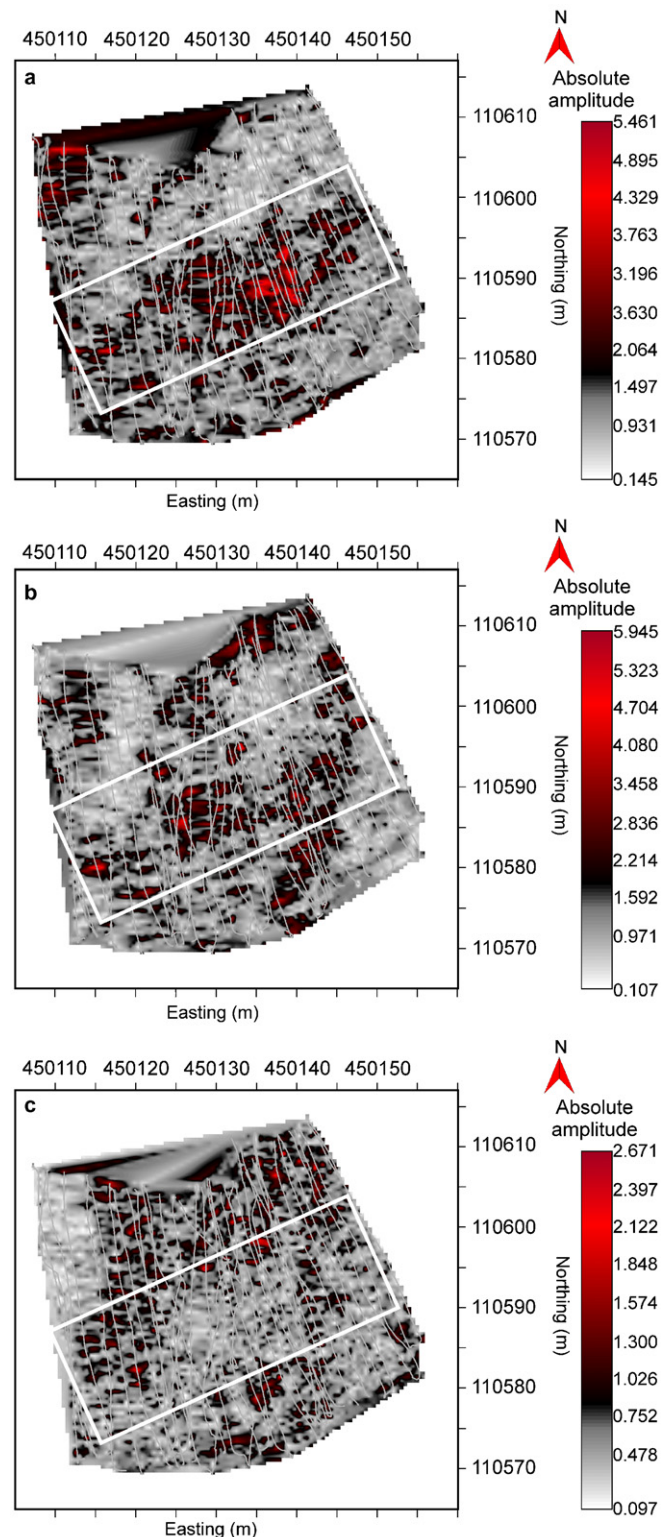 450110 450120 450130 450140 450150
N
a
Absolute
amplitude
5.461
4.895
4.329
3.763
3.196
2.630
2.064
1.497
0.931
0.145
110610
110600
110590
110580
110570
Northing (m)
Easting (m)
450110 450120 450130 450140 450150
N
b
Absolute
amplitude
5.945
5.323
4.704
4.080
3.458
2.836
2.214
1.592
0.971
0.107
110610
110600
110590
110580
110570
Northing (m)
Easting (m)
450110 450120 450130 450140 450150
N
c
Absolute
amplitude
2.671
2.397
2.122
1.848
1.574
1.300
1.026
0.752
0.478
0.097
110610
110600
110590
110580
110570
Northing (m)
Easting (m)